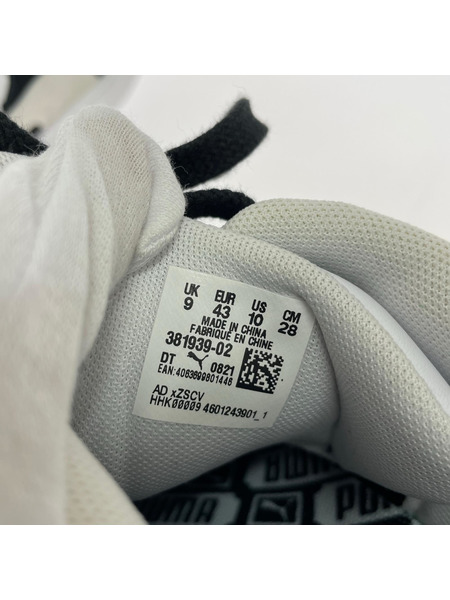 UK EUR US CM
9 43 10 28
MADE IN CHINA
FABRIQUÉ EN CHINE
381939-02
DT 0821
EAN: 4063699801448
AD xZSCV
HHK00009 4601243901_1
PUMA